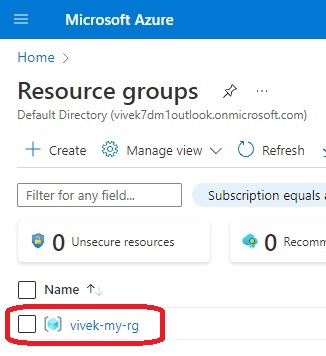 Microsoft Azure
Home
Resource groups
Default Directory (vivek7dm1outlook.onmicrosoft.com)
Create Manage view Refresh
Filter for any field... Subscription equals
0 Unsecure resources 0 Recomm
Name
vivek-my-rg